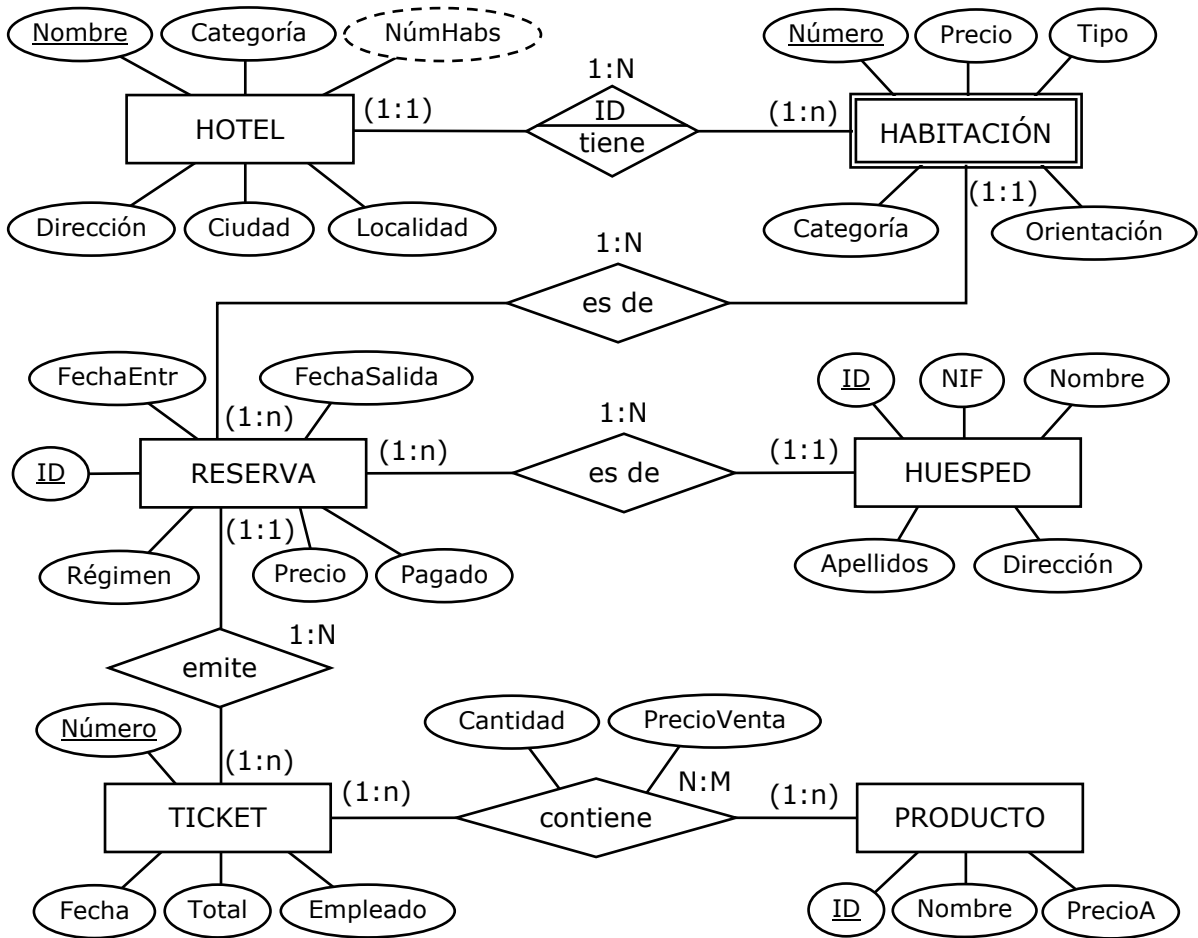 Nombre
Categoría
NúmHabs
Número
Precio
Tipo
1:N
(1:1)
(1:n)
HOTEL
ID
tiene
HABITACIÓN
(1:1)
Dirección
Ciudad
Localidad
Categoría
Orientación
1:N
es de
FechaEntr
FechaSalida
ID
NIF
Nombre
(1:n)
1:N
(1:n)
(1:1)
ID
RESERVA
es de
HUESPED
(1:1)
Régimen
Precio
Pagado
Apellidos
Dirección
1:N
emite
Número
Cantidad
PrecioVenta
(1:n)
(1:n)
N:M
(1:n)
TICKET
contiene
PRODUCTO
Fecha
Total
Empleado
ID
Nombre
PrecioA